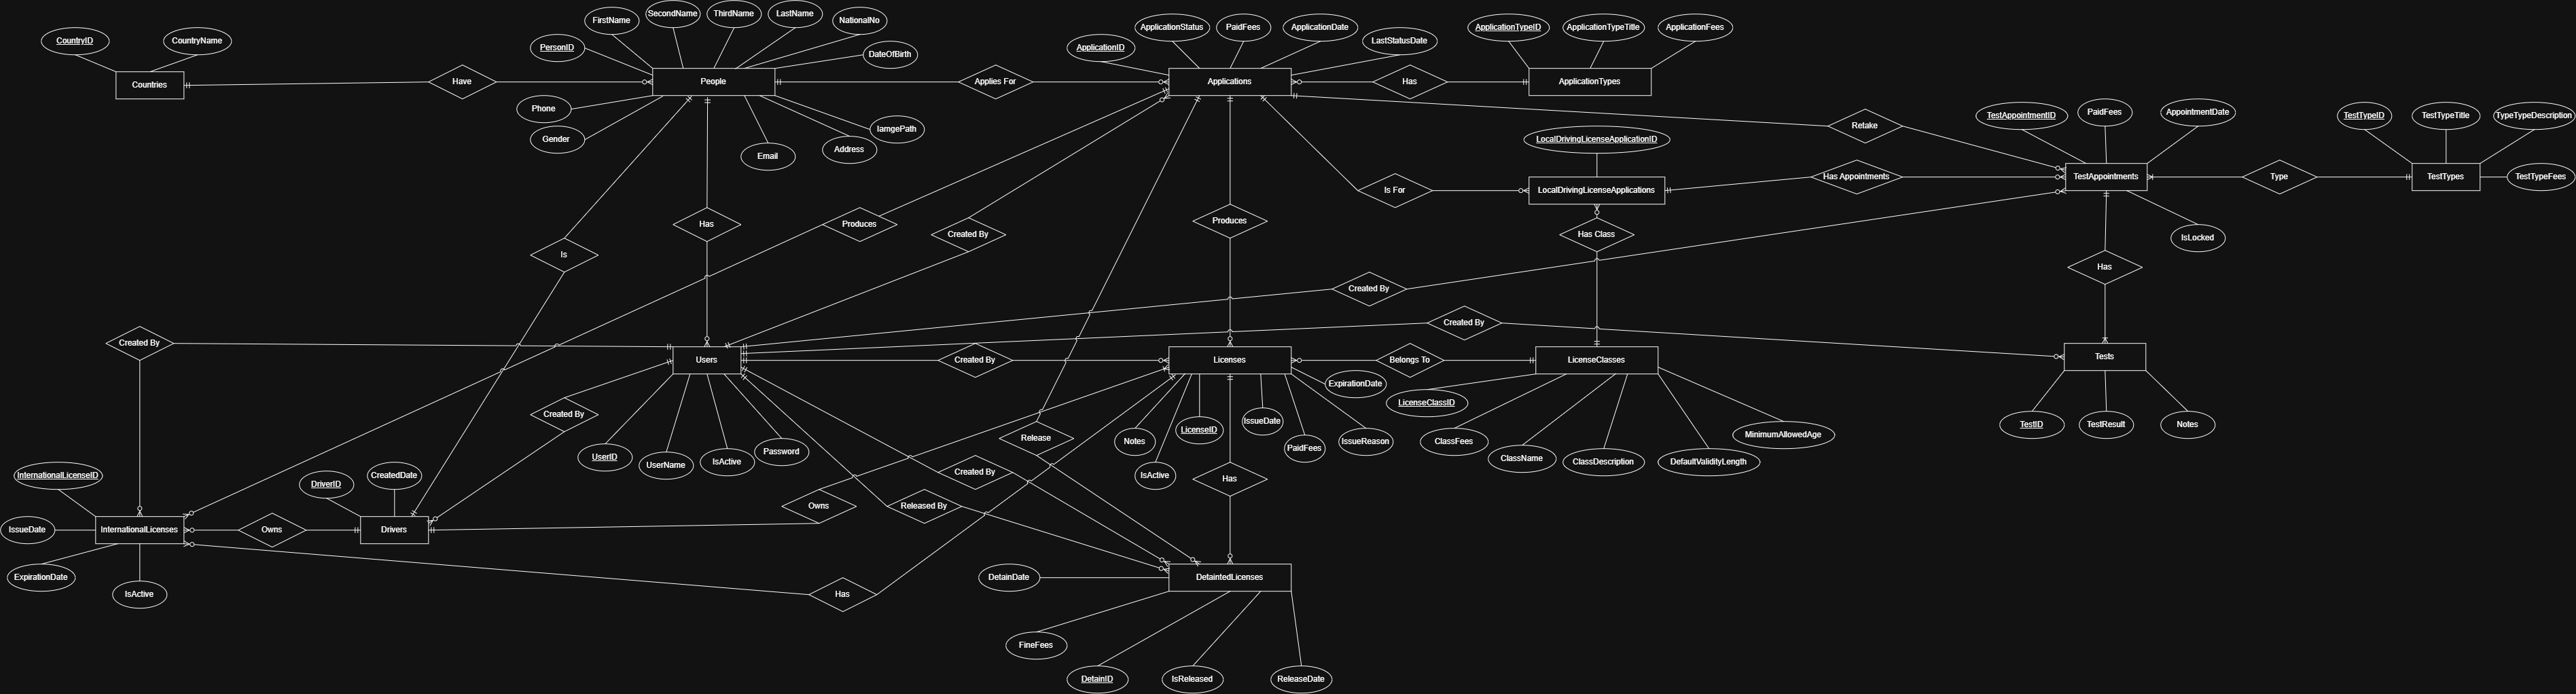 SecondName
ThirdName
LastName
FirstName
NationalNo
PersonID
DateOfBirth
CountryID
CountryName
Countries
Have
People
Phone
Gender
Email
Address
IamgePath
Applies For
ApplicationStatus
PaidFees
ApplicationDate
ApplicationID
LastStatusDate
Applications
Has
ApplicationTypeID
ApplicationTypeTitle
ApplicationFees
ApplicationTypes
Retake
TestAppointmentID
PaidFees
AppointmentDate
TestAppointments
IsLocked
Type
TestTypeID
TestTypeTitle
TypeTypeDescription
TestTypes
TestTypeFees
LocalDrivingLicenseApplicationID
LocalDrivingLicenseApplications
Is For
Has Appointments
Has Class
Produces
Created By
Produces
Has
Is
Created By
Has
Created By
Created By
Users
Created By
Licenses
Belongs To
LicenseClasses
Tests
Created By
UserID
UserName
IsActive
Password
ExpirationDate
LicenseID
IssueDate
Notes
IsActive
PaidFees
IssueReason
Release
LicenseClassID
ClassFees
ClassName
ClassDescription
DefaultValidityLength
MinimumAllowedAge
TestID
TestResult
Notes
InternationalLicenseID
DriverID
CreatedDate
Created By
Has
Owns
Released By
IssueDate
InternationalLicenses
Owns
Drivers
ExpirationDate
IsActive
Has
DetainDate
DetaintedLicenses
FineFees
DetainID
IsReleased
ReleaseDate